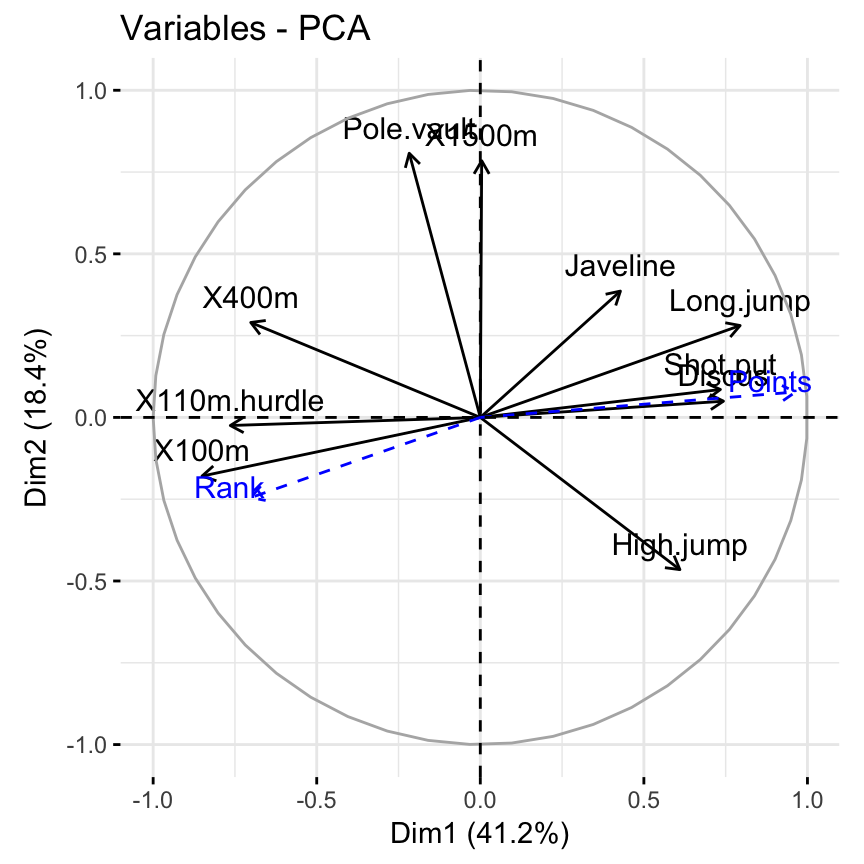 Variables - PCA
1.0
Pole.vault
X1500m
0.5
Javeline
X400m
Long.jump
Shot.put
Discus
Points
X110m.hurdle
0.0
X100m
Rank
High.jump
-0.5
-1.0
-1.0 -0.5 0.0 0.5 1.0
Dim1 (41.2%)
Dim2 (18.4%)